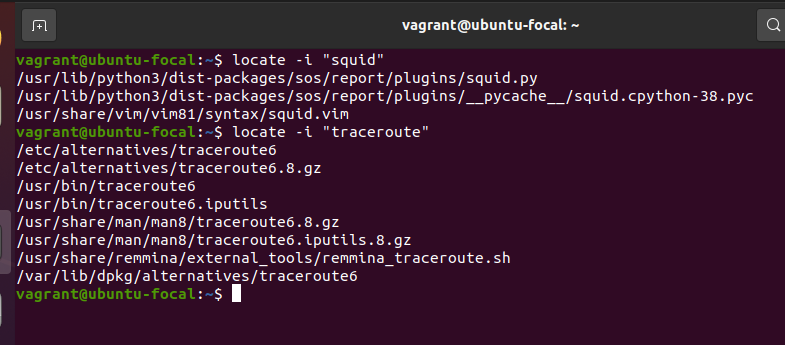 vagrant@ubuntu-focal: ~
vagrant@ubuntu-focal:~$ locate -i "squid"
/usr/lib/python3/dist-packages/sos/report/plugins/squid.py
/usr/lib/python3/dist-packages/sos/report/plugins/__pycache__/squid.cpython-38.pyc
/usr/share/vim/vim81/syntax/squid.vim
vagrant@ubuntu-focal:~$ locate -i "traceroute"
/etc/alternatives/traceroute6
/etc/alternatives/traceroute6.8.gz
/usr/bin/traceroute6
/usr/bin/traceroute6.iputils
/usr/share/man/man8/traceroute6.8.gz
/usr/share/man/man8/traceroute6.iputils.8.gz
/usr/share/remmina/external_tools/remmina_traceroute.sh
/var/lib/dpkg/alternatives/traceroute6
vagrant@ubuntu-focal:~$